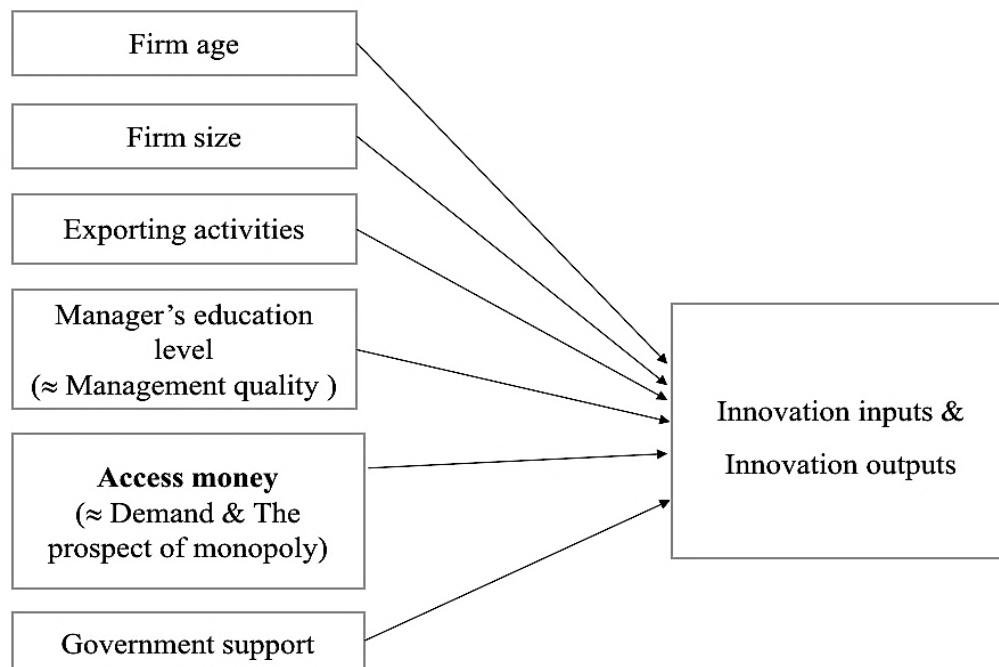 Firm age
Firm size
Exporting activities
Manager’s education
level
(≈ Management quality )
Access money
(≈ Demand & The
prospect of monopoly)
Government support
Innovation inputs &
Innovation outputs